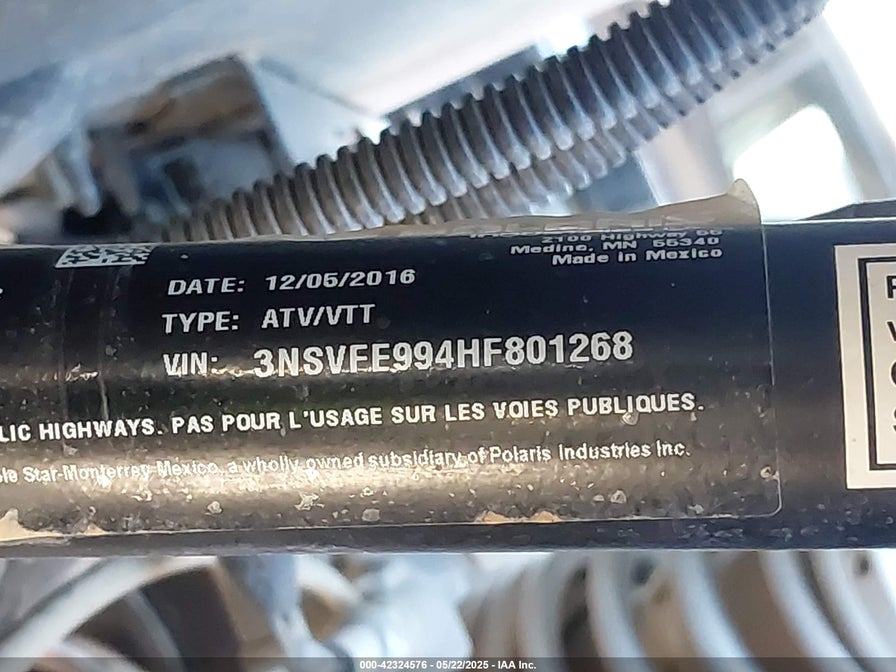 2100 Highway 55
Medina, MN 55340
Made in Mexico
DATE: 12/05/2016
TYPE: ATV/VTT
VIN: 3NSVFE994HF801268
LIC HIGHWAYS. PAS POUR L'USAGE SUR LES VOIES PUBLIQUES.
Star-Monterrey Mexico, a wholly owned subsidiary of Polaris Industries Inc.
000-42324576 - 05/22/2025 - IAA Inc.